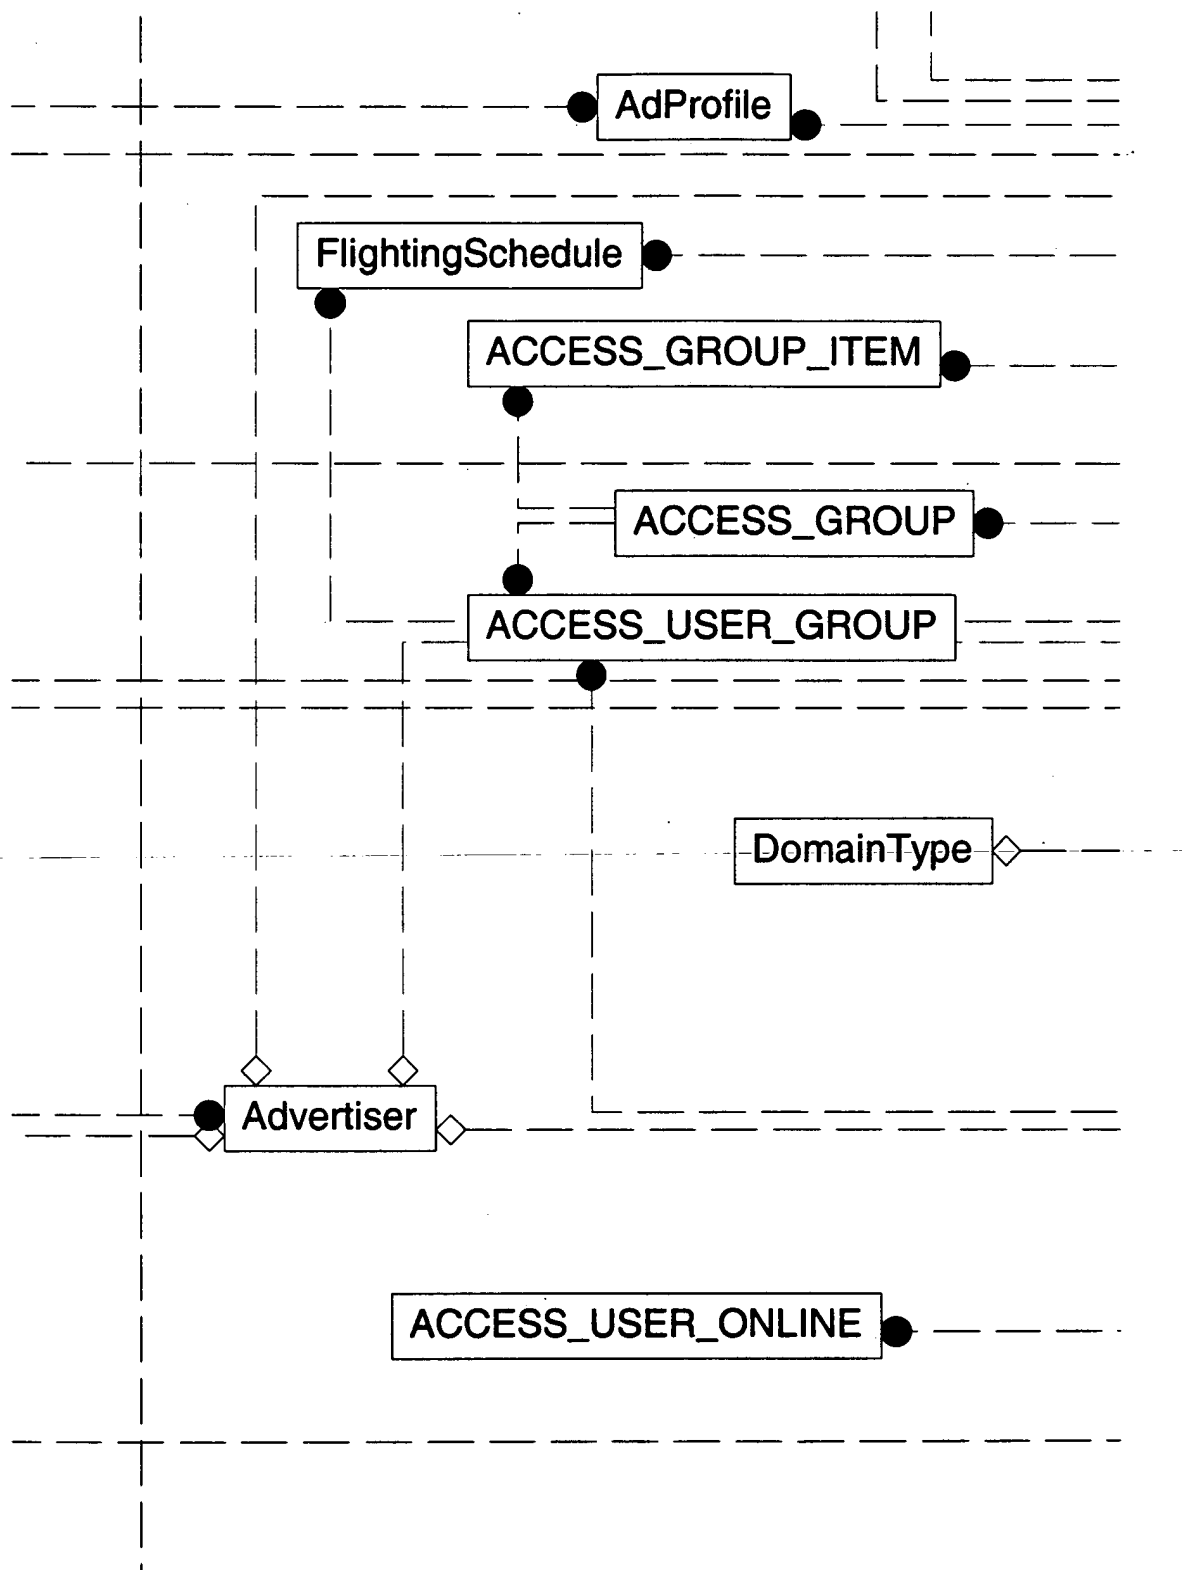 AdProfile
FlightingSchedule
ACCESS_GROUP_ITEM
ACCESS_GROUP
ACCESS_USER_GROUP
DomainType
Advertiser
ACCESS_USER_ONLINE